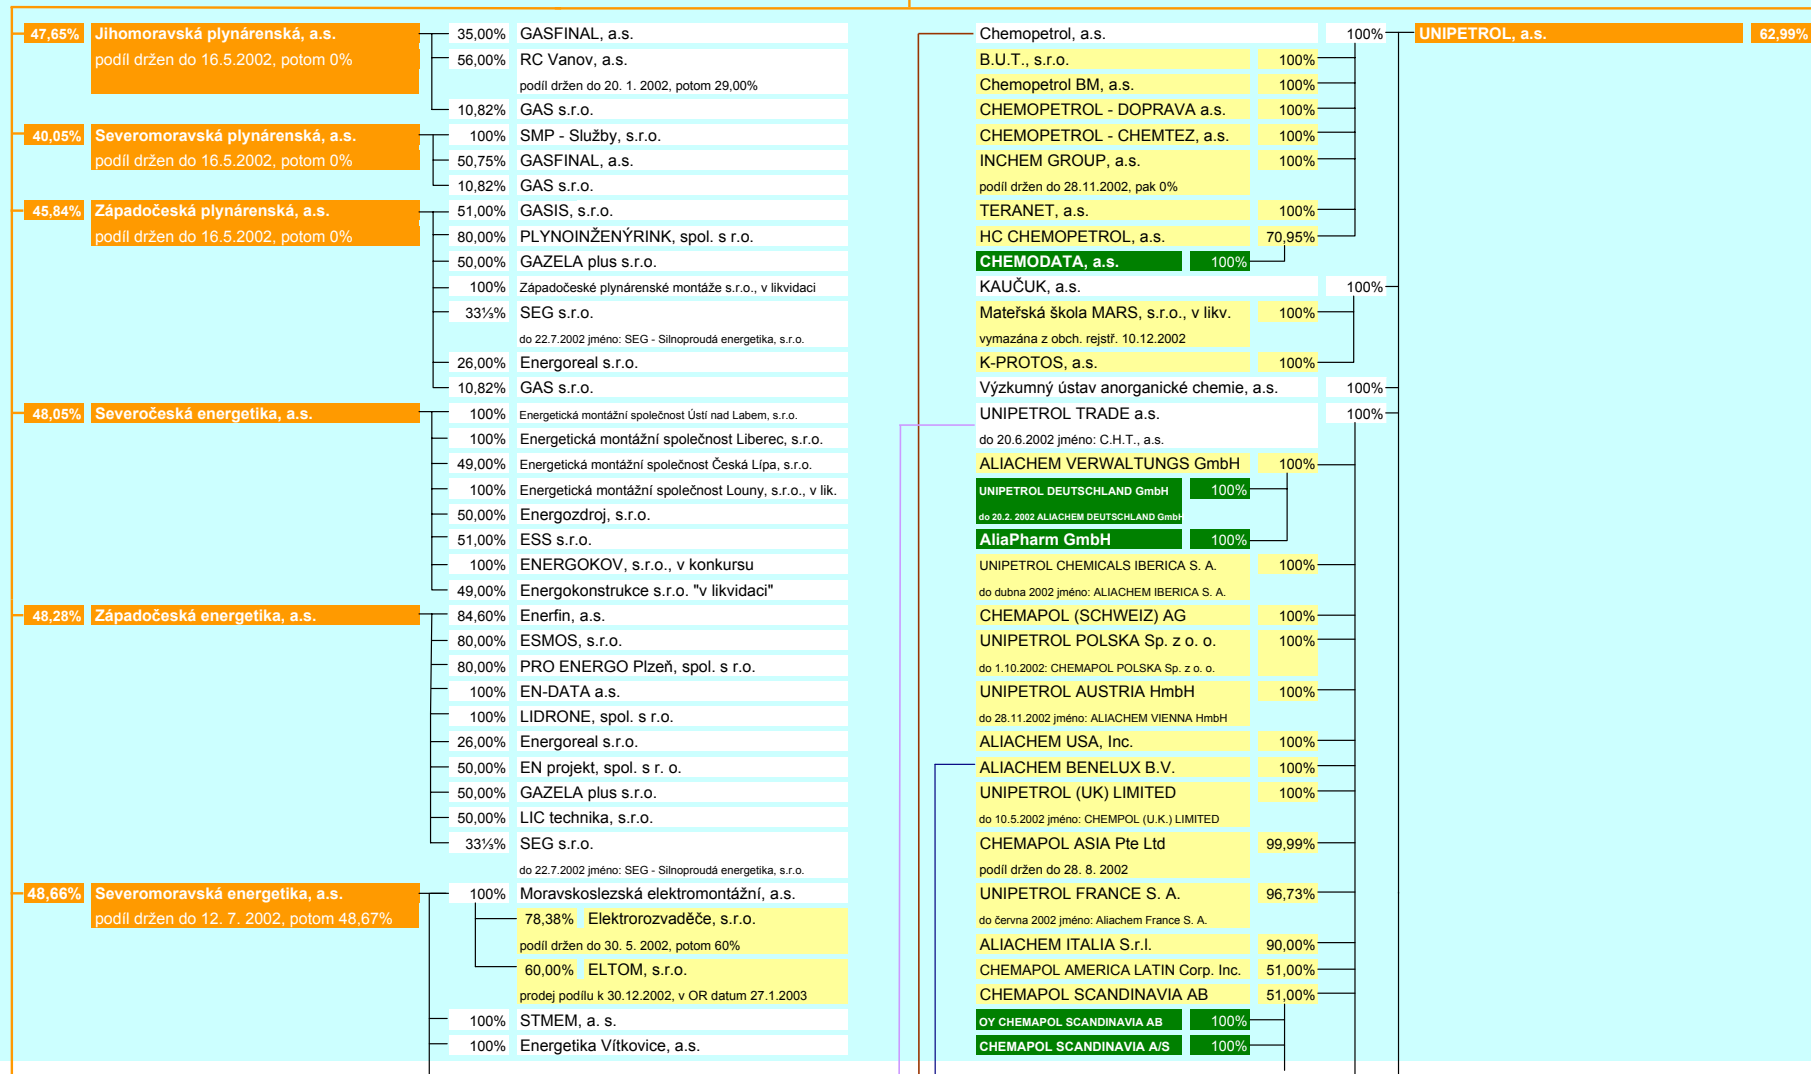 47,65% Jihomoravská plynárenská, a.s.
podíl držen do 16.5.2002, potom 0%
35,00% GASFINAL, a.s.
56,00% RC Vanov, a.s.
podíl držen do 20. 1. 2002, potom 29,00%
10,82% GAS s.r.o.
40,05% Severomoravská plynárenská, a.s.
podíl držen do 16.5.2002, potom 0%
100% SMP - Služby, s.r.o.
50,75% GASFINAL, a.s.
10,82% GAS s.r.o.
45,84% Západočeská plynárenská, a.s.
podíl držen do 16.5.2002, potom 0%
51,00% GASIS, s.r.o.
80,00% PLYNOINŽENÝRINK, spol. s r.o.
50,00% GAZELA plus s.r.o.
100% Západočeské plynárenské montáže s.r.o., v likvidaci
33⅓% SEG s.r.o.
do 22.7.2002 jméno: SEG - Silnoproudá energetika, s.r.o.
26,00% Energoreal s.r.o.
10,82% GAS s.r.o.
48,05% Severočeská energetika, a.s.
100% Energetická montážní společnost Ústí nad Labem, s.r.o.
100% Energetická montážní společnost Liberec, s.r.o.
49,00% Energetická montážní společnost Česká Lípa, s.r.o.
100% Energetická montážní společnost Louny, s.r.o., v lik.
50,00% Energozdroj, s.r.o.
51,00% ESS s.r.o.
100% ENERGOKOV, s.r.o., v konkursu
49,00% Energokonstrukce s.r.o. "v likvidaci"
48,28% Západočeská energetika, a.s.
84,60% Enerfin, a.s.
80,00% ESMOS, s.r.o.
80,00% PRO ENERGO Plzeň, spol. s r.o.
100% EN-DATA a.s.
100% LIDRONE, spol. s r.o.
26,00% Energoreal s.r.o.
50,00% EN projekt, spol. s r. o.
50,00% GAZELA plus s.r.o.
50,00% LIC technika, s.r.o.
33⅓% SEG s.r.o.
do 22.7.2002 jméno: SEG - Silnoproudá energetika, s.r.o.
48,66% Severomoravská energetika, a.s.
podíl držen do 12. 7. 2002, potom 48,67%
100% Moravskoslezská elektromontážní, a.s.
78,38% Elektrorozvaděče, s.r.o.
podíl držen do 30. 5. 2002, potom 60%
60,00% ELTOM, s.r.o.
prodej podílu k 30.12.2002, v OR datum 27.1.2003
100% STMEM, a. s.
100% Energetika Vítkovice, a.s.
Chemopetrol, a.s. 100% UNIPETROL, a.s. 62,99%
B.U.T., s.r.o. 100%
Chemopetrol BM, a.s. 100%
CHEMOPETROL - DOPRAVA a.s. 100%
CHEMOPETROL - CHEMTEZ, a.s. 100%
INCHEM GROUP, a.s. 100%
podíl držen do 28.11.2002, pak 0%
TERANET, a.s. 100%
HC CHEMOPETROL, a.s. 70,95%
CHEMODATA, a.s. 100%
KAUČUK, a.s. 100%
Mateřská škola MARS, s.r.o., v likv. 100%
vymazána z obch. rejstř. 10.12.2002
K-PROTOS, a.s. 100%
Výzkumný ústav anorganické chemie, a.s. 100%
UNIPETROL TRADE a.s. 100%
do 20.6.2002 jméno: C.H.T., a.s.
ALIACHEM VERWALTUNGS GmbH 100%
UNIPETROL DEUTSCHLAND GmbH 100%
do 20.2. 2002 ALIACHEM DEUTSCHLAND GmbH
AliaPharm GmbH 100%
UNIPETROL CHEMICALS IBERICA S. A. 100%
do dubna 2002 jméno: ALIACHEM IBERICA S. A.
CHEMAPOL (SCHWEIZ) AG 100%
UNIPETROL POLSKA Sp. z o. o. 100%
do 1.10.2002: CHEMAPOL POLSKA Sp. z o. o.
UNIPETROL AUSTRIA HmbH 100%
do 28.11.2002 jméno: ALIACHEM VIENNA HmbH
ALIACHEM USA, Inc. 100%
ALIACHEM BENELUX B.V. 100%
UNIPETROL (UK) LIMITED 100%
do 10.5.2002 jméno: CHEMPOL (U.K.) LIMITED
CHEMAPOL ASIA Pte Ltd 99,99%
podíl držen do 28. 8. 2002
UNIPETROL FRANCE S. A. 96,73%
do června 2002 jméno: Aliachem France S. A.
ALIACHEM ITALIA S.r.l. 90,00%
CHEMAPOL AMERICA LATIN Corp. Inc. 51,00%
CHEMAPOL SCANDINAVIA AB 51,00%
OY CHEMAPOL SCANDINAVIA AB 100%
CHEMAPOL SCANDINAVIA A/S 100%